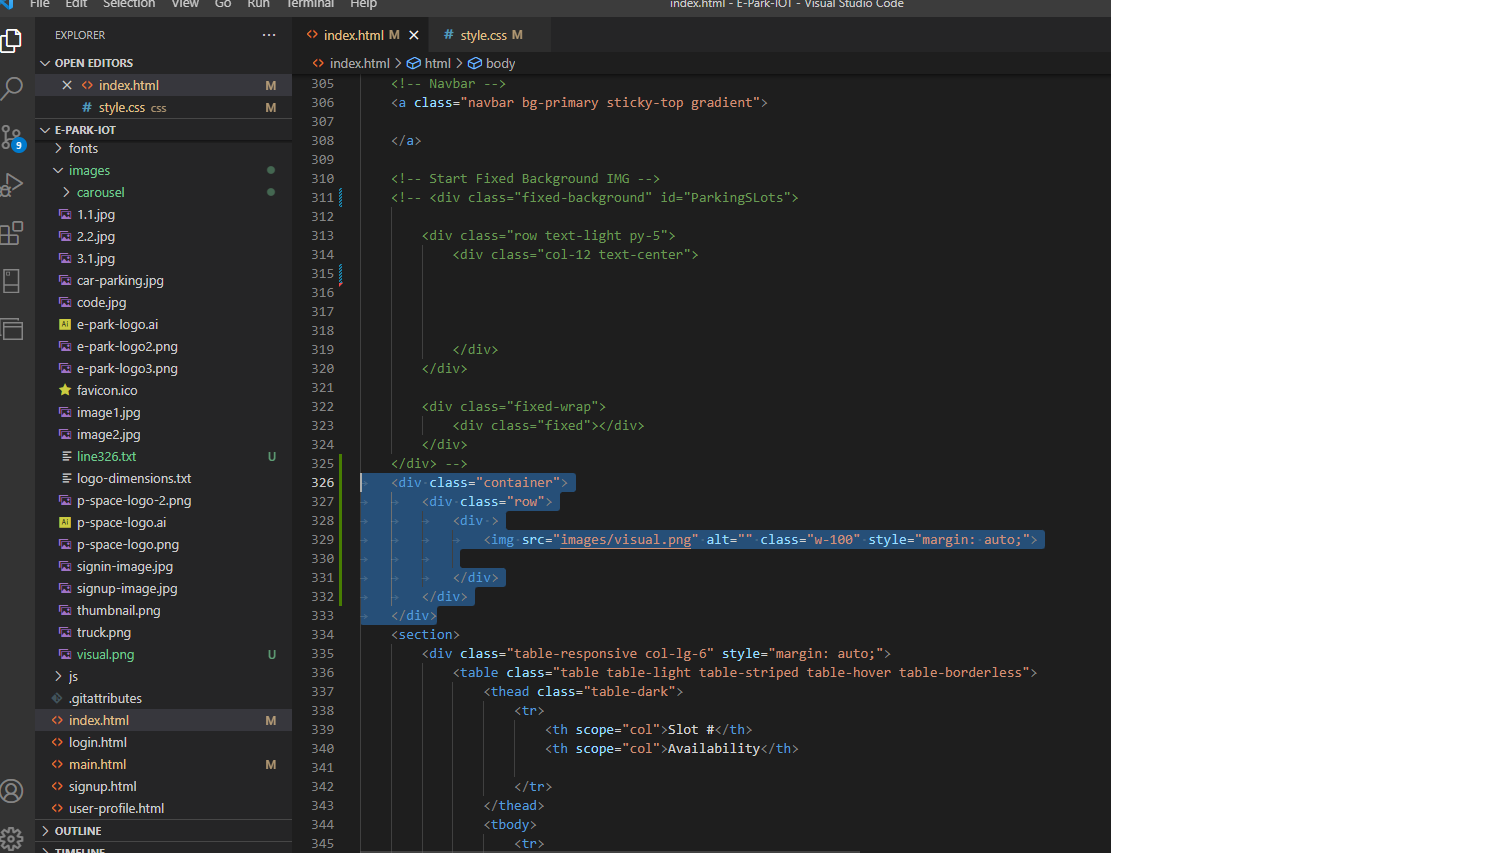 File Edit Selection View Go Run Terminal Help
index.html - E-Park-IOT - Visual Studio Code
EXPLORER
index.html M
# style.css M
OPEN EDITORS
index.html > html > body
index.html M
# style.css css M
E-PARK-IOT
fonts
images
carousel
1.1.jpg
2.2.jpg
3.1.jpg
car-parking.jpg
code.jpg
Ai e-park-logo.ai
e-park-logo2.png
e-park-logo3.png
favicon.ico
image1.jpg
image2.jpg
line326.txt U
logo-dimensions.txt
p-space-logo-2.png
Ai p-space-logo.ai
p-space-logo.png
signin-image.jpg
signup-image.jpg
thumbnail.png
truck.png
visual.png U
js
.gitattributes
index.html M
login.html
main.html M
signup.html
user-profile.html
OUTLINE
TIMELINE
9
305 <!-- Navbar -->
306 <a class="navbar bg-primary sticky-top gradient">
307
308 </a>
309
310 <!-- Start Fixed Background IMG -->
311 <!-- <div class="fixed-background" id="ParkingSLots">
312
313 <div class="row text-light py-5">
314 <div class="col-12 text-center">
315
316
317
318
319 </div>
320 </div>
321
322 <div class="fixed-wrap">
323 <div class="fixed"></div>
324 </div>
325 </div> -->
326 <div class="container">
327 <div class="row">
328 <div >
329 <img src="images/visual.png" alt="" class="w-100" style="margin: auto;">
330
331 </div>
332 </div>
333 </div>
334 <section>
335 <div class="table-responsive col-lg-6" style="margin: auto;">
336 <table class="table table-light table-striped table-hover table-borderless">
337 <thead class="table-dark">
338 <tr>
339 <th scope="col">Slot #</th>
340 <th scope="col">Availability</th>
341
342 </tr>
343 </thead>
344 <tbody>
345 <tr>